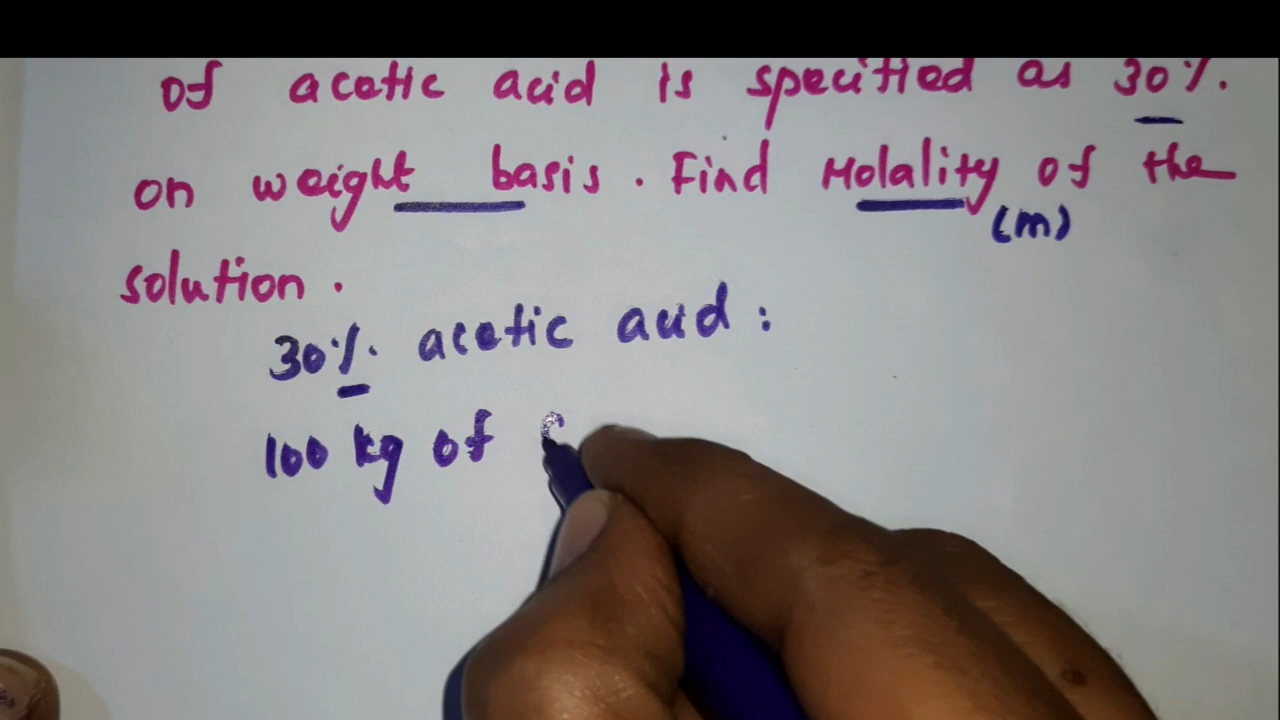 of acetic acid is specified as 30%.
on weight basis. Find Molality of the
(m)
solution.
30% acetic acid:
100 kg of